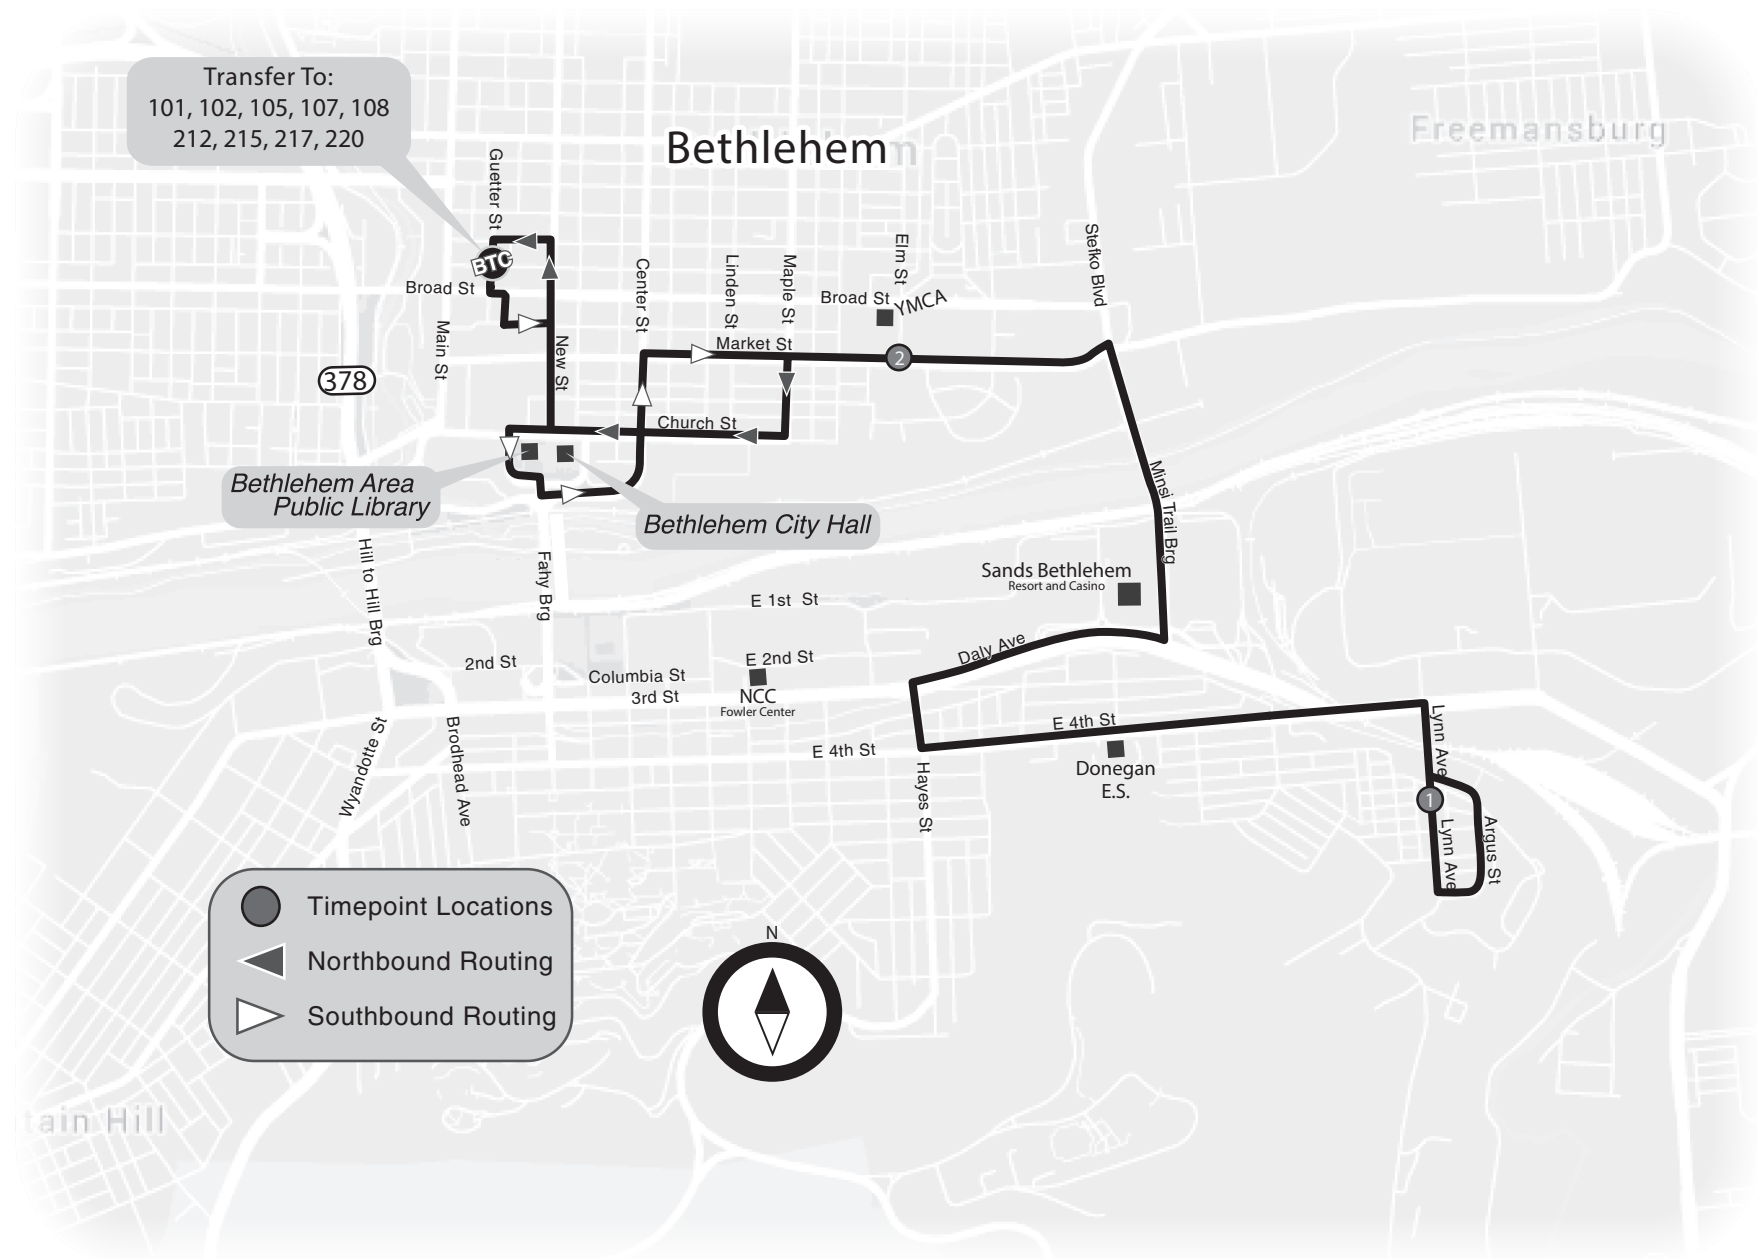 Transfer To:
101, 102, 105, 107, 108
212, 215, 217, 220
Bethlehem
Freemansburg
Guetter St
BTC
Broad St
Main St
378
New St
Center St
Linden St
Maple St
Elm St
Broad St
YMCA
Stefko Blvd
Market St
2
Church St
Bethlehem Area
Public Library
Bethlehem City Hall
Minsi Trail Brg
Hill to Hill Brg
Fahy Brg
Sands Bethlehem
Resort and Casino
E 1st St
Daly Ave
2nd St
Columbia St
E 2nd St
3rd St
NCC
Fowler Center
Wyandotte St
Brodhead Ave
E 4th St
E 4th St
Hayes St
Donegan
E.S.
Lynn Ave
1
Lynn Ave
Argus St
Timepoint Locations
Northbound Routing
Southbound Routing
N
tain Hill